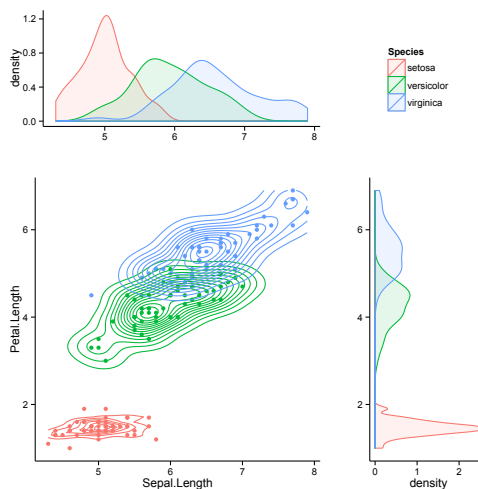 density
1.2
0.8
0.4
0.0
5 6 7 8
Species
setosa
versicolor
virginica
Petal.Length
6
4
2
5 6 7 8
Sepal.Length
6
4
2
0 1 2
density